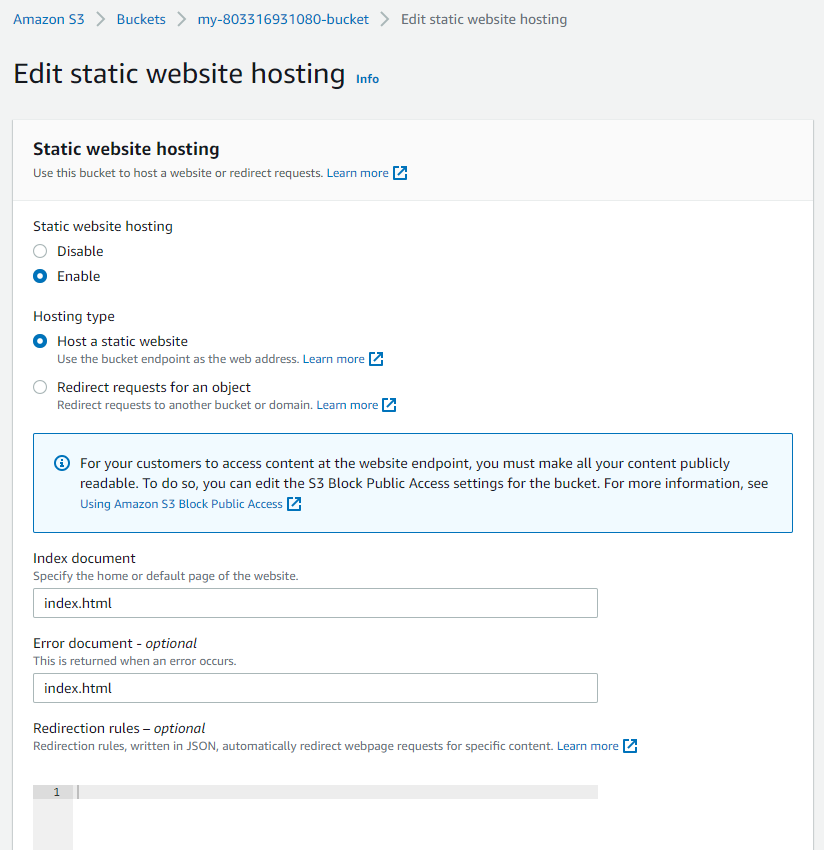 Amazon S3 > Buckets > my-803316931080-bucket > Edit static website hosting
Edit static website hosting Info
Static website hosting
Use this bucket to host a website or redirect requests. Learn more
Static website hosting
Disable
Enable
Hosting type
Host a static website
Use the bucket endpoint as the web address. Learn more
Redirect requests for an object
Redirect requests to another bucket or domain. Learn more
For your customers to access content at the website endpoint, you must make all your content publicly
readable. To do so, you can edit the S3 Block Public Access settings for the bucket. For more information, see
Using Amazon S3 Block Public Access
Index document
Specify the home or default page of the website.
index.html
Error document - optional
This is returned when an error occurs.
index.html
Redirection rules – optional
Redirection rules, written in JSON, automatically redirect webpage requests for specific content. Learn more
1